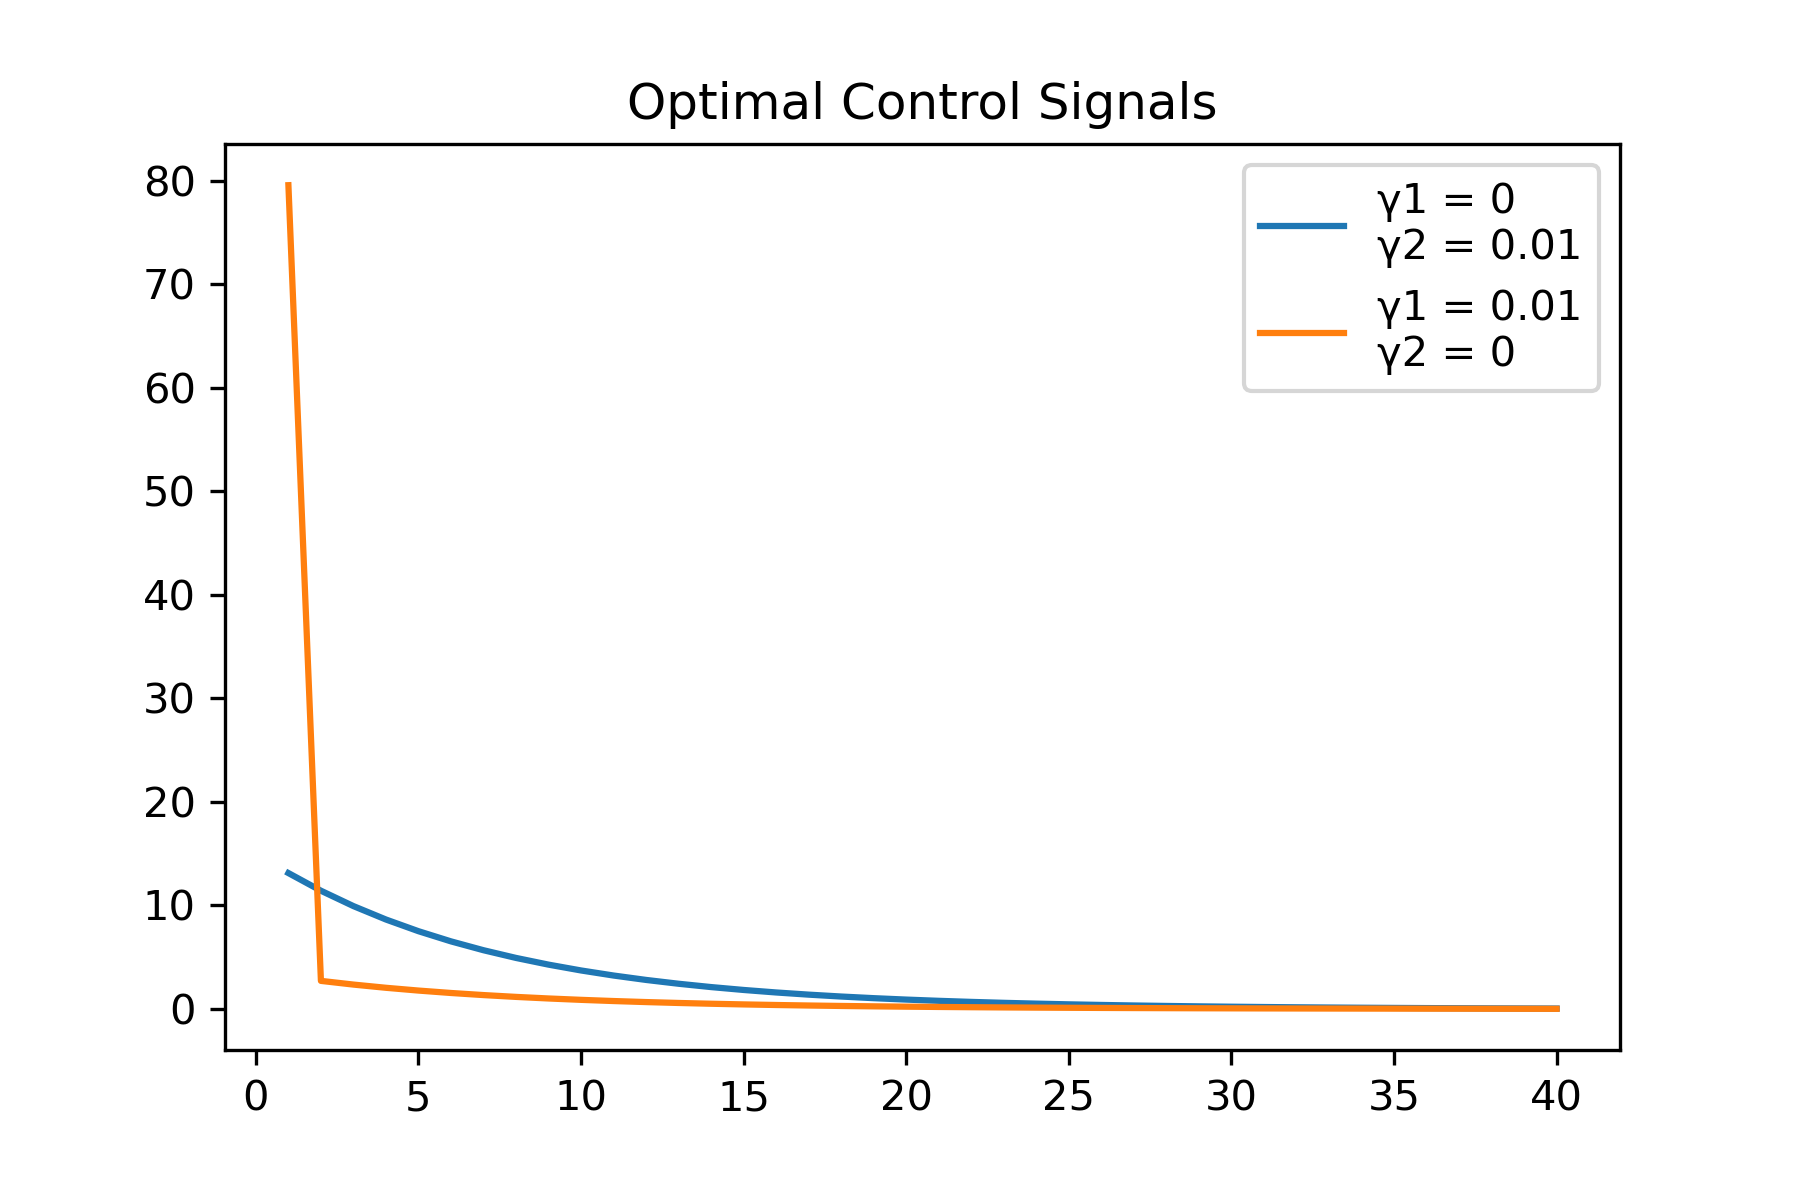 Optimal Control Signals
80
70
60
50
40
30
20
10
0
γ1 = 0
γ2 = 0.01
γ1 = 0.01
γ2 = 0
0 5 10 15 20 25 30 35 40